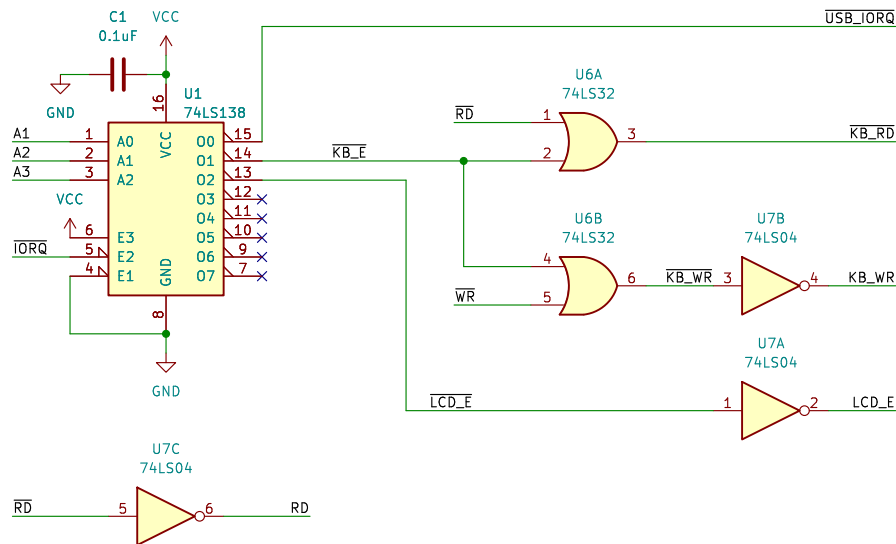 C1
0.1uF
VCC
GND
USB_IORQ
U1
74LS138
16
VCC
A1 1 A0 O0 15
A2 2 A1 O1 14
A3 3 A2 O2 13
O3 12
O4 11
VCC
6 E3 O5 10
IORQ 5 E2 O6 9
4 E1 O7 7
GND
8
GND
KB_E
U6A
74LS32
RD 1
2
3 KB_RD
U6B
74LS32
4
WR 5
6 KB_WR
U7B
74LS04
3 4 KB_WR
U7A
74LS04
LCD_E 1 2 LCD_E
U7C
74LS04
RD 5 6 RD